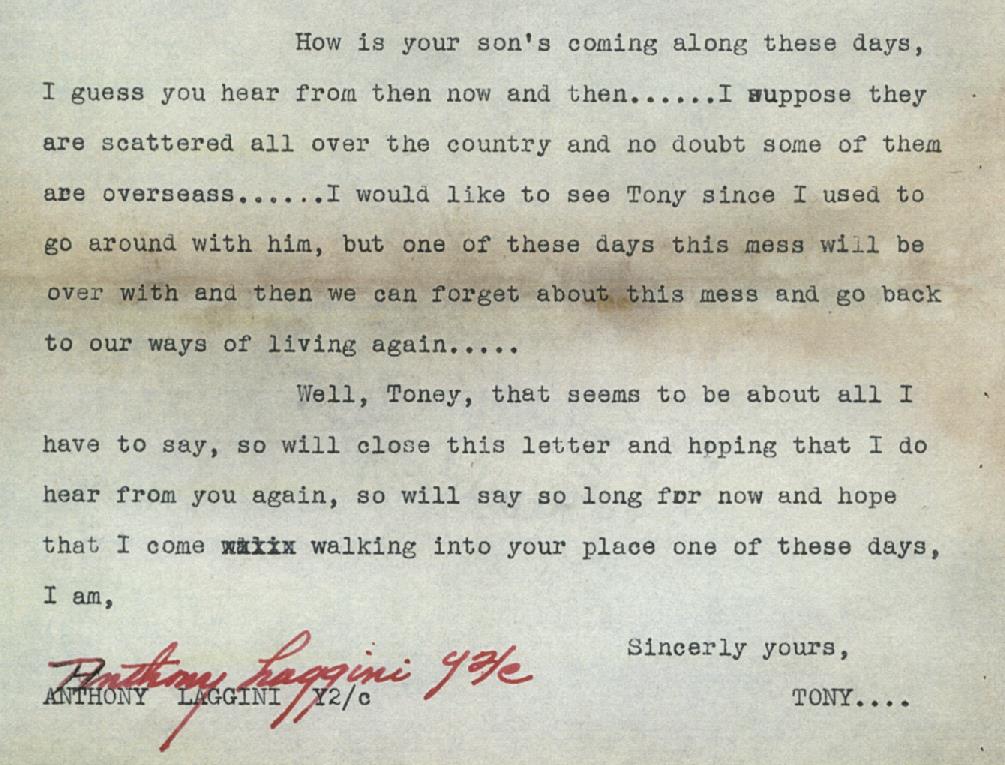 How is your son's coming along these days,
I guess you hear from then now and then......I suppose they
are scattered all over the country and no doubt some of them
are overseass......I would like to see Tony since I used to
go around with him, but one of these days this mess will be
over with and then we can forget about this mess and go back
to our ways of living again.....
Well, Toney, that seems to be about all I
have to say, so will close this letter and hoping that I do
hear from you again, so will say so long for now and hope
that I come walking into your place one of these days,
I am,
Sincerly yours,
Anthony Laggini Y2/c
ANTHONY LAGGINI Y2/c TONY....